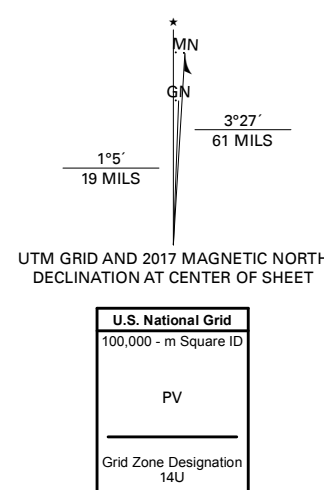 ★
MN
GN
3°27´
61 MILS
1°5´
19 MILS
UTM GRID AND 2017 MAGNETIC NORTH
DECLINATION AT CENTER OF SHEET
U.S. National Grid
100,000 - m Square ID
PV
Grid Zone Designation
14U